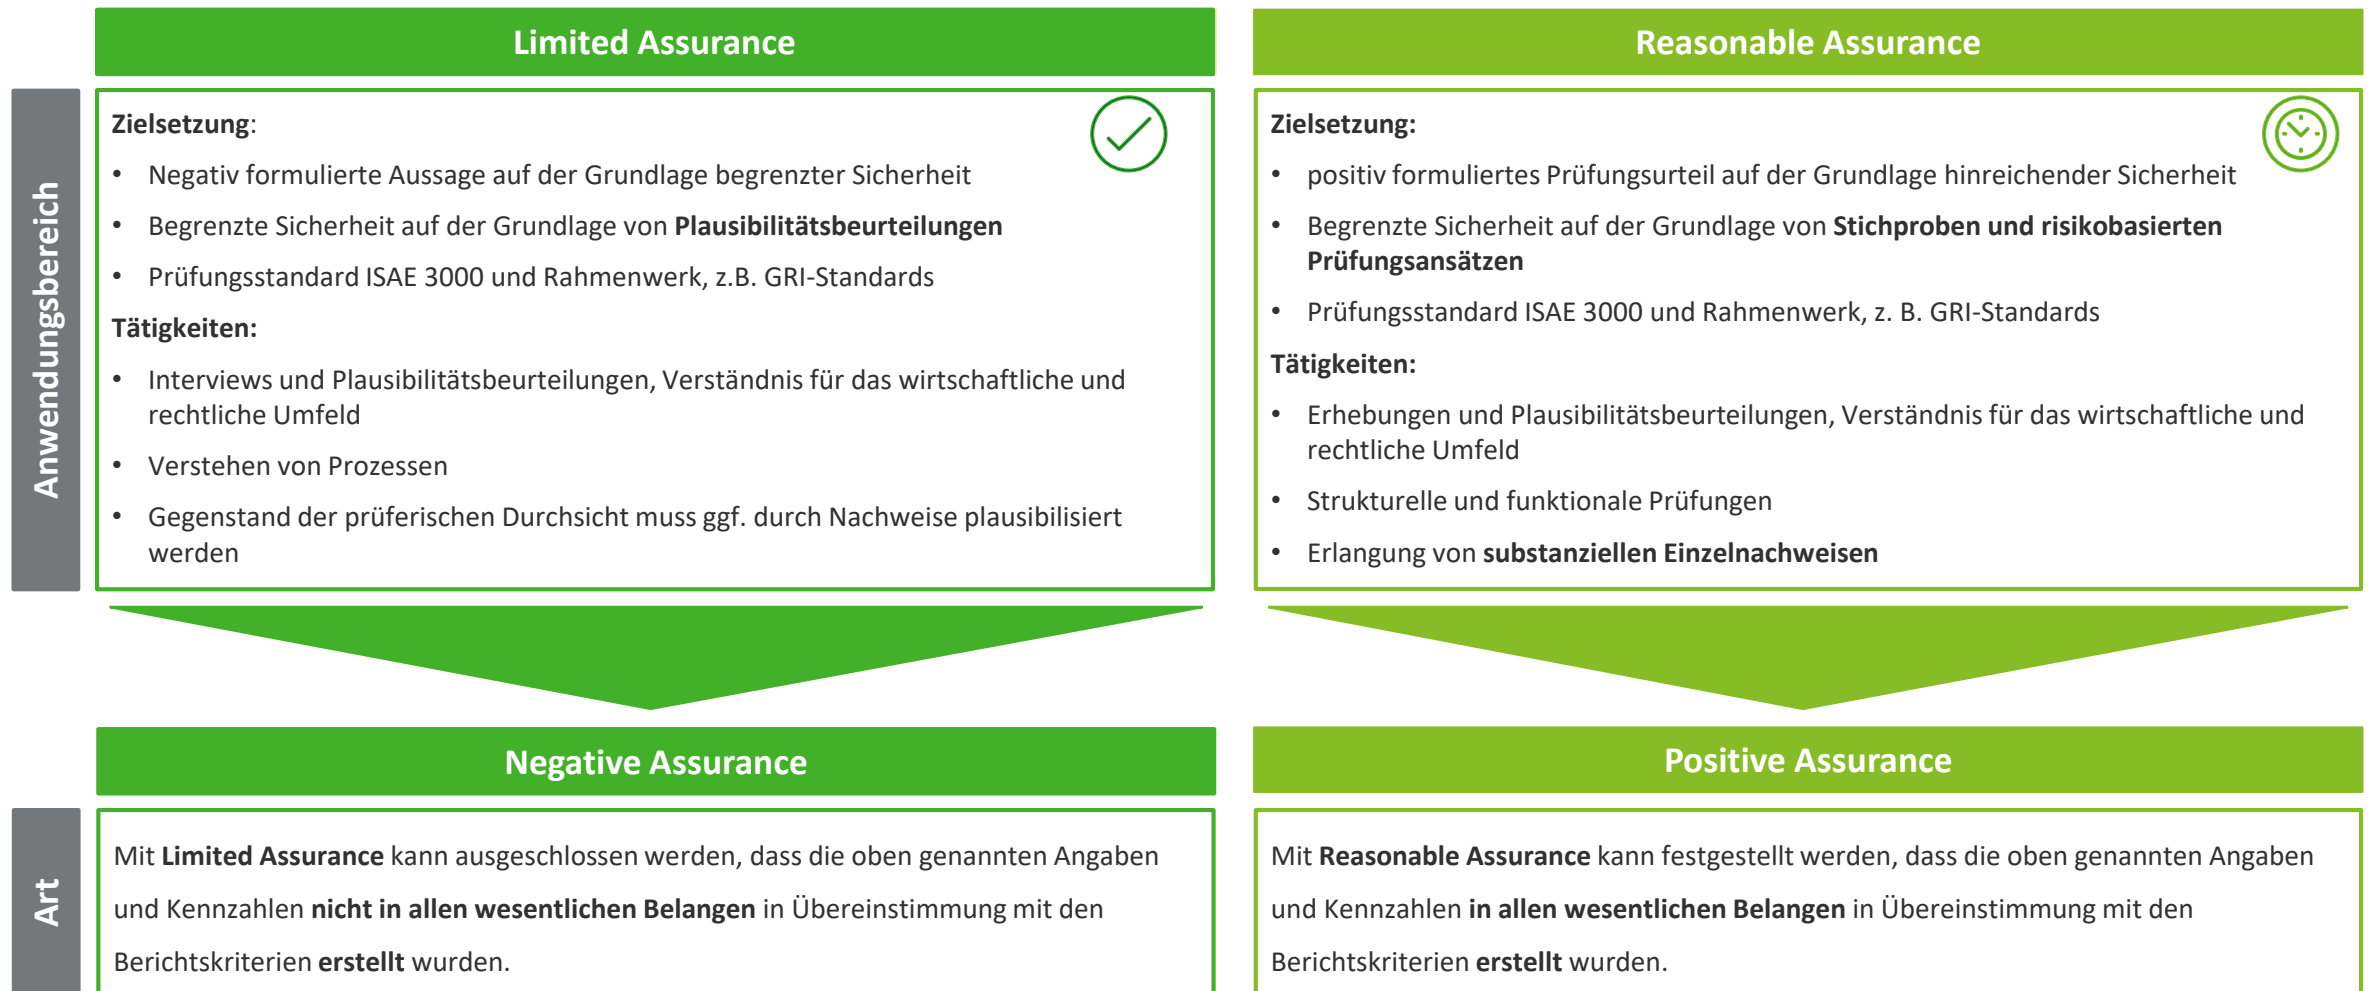 Limited Assurance
Anwendungsbereich
Zielsetzung:
• Negativ formulierte Aussage auf der Grundlage begrenzter Sicherheit
• Begrenzte Sicherheit auf der Grundlage von Plausibilitätsbeurteilungen
• Prüfungsstandard ISAE 3000 und Rahmenwerk, z.B. GRI-Standards
Tätigkeiten:
• Interviews und Plausibilitätsbeurteilungen, Verständnis für das wirtschaftliche und
rechtliche Umfeld
• Verstehen von Prozessen
• Gegenstand der prüferischen Durchsicht muss ggf. durch Nachweise plausibilisiert
werden
Reasonable Assurance
Zielsetzung:
• positiv formuliertes Prüfungsurteil auf der Grundlage hinreichender Sicherheit
• Begrenzte Sicherheit auf der Grundlage von Stichproben und risikobasierten
Prüfungsansätzen
• Prüfungsstandard ISAE 3000 und Rahmenwerk, z. B. GRI-Standards
Tätigkeiten:
• Erhebungen und Plausibilitätsbeurteilungen, Verständnis für das wirtschaftliche und
rechtliche Umfeld
• Strukturelle und funktionale Prüfungen
• Erlangung von substanziellen Einzelnachweisen
Negative Assurance
Art
Mit Limited Assurance kann ausgeschlossen werden, dass die oben genannten Angaben
und Kennzahlen nicht in allen wesentlichen Belangen in Übereinstimmung mit den
Berichtskriterien erstellt wurden.
Positive Assurance
Mit Reasonable Assurance kann festgestellt werden, dass die oben genannten Angaben
und Kennzahlen in allen wesentlichen Belangen in Übereinstimmung mit den
Berichtskriterien erstellt wurden.